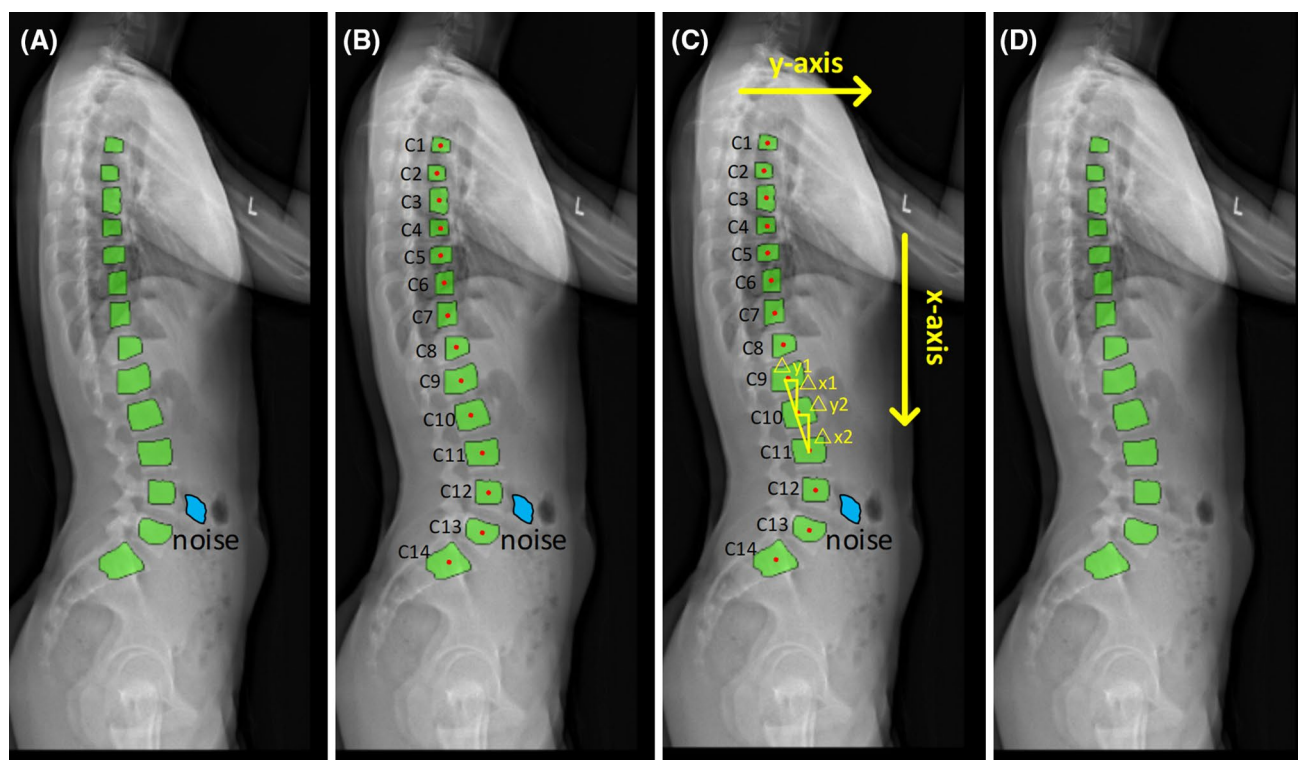 (A)
L
noise
(B)
C1
C2
C3
C4
C5
C6
C7
C8
C9
C10
C11
C12
C13
C14
L
noise
(C)
y-axis
C1
C2
C3
C4
C5
C6
C7
C8
C9
C10
C11
C12
C13
C14
△y1
△x1
△y2
△x2
L
x-axis
noise
(D)
L